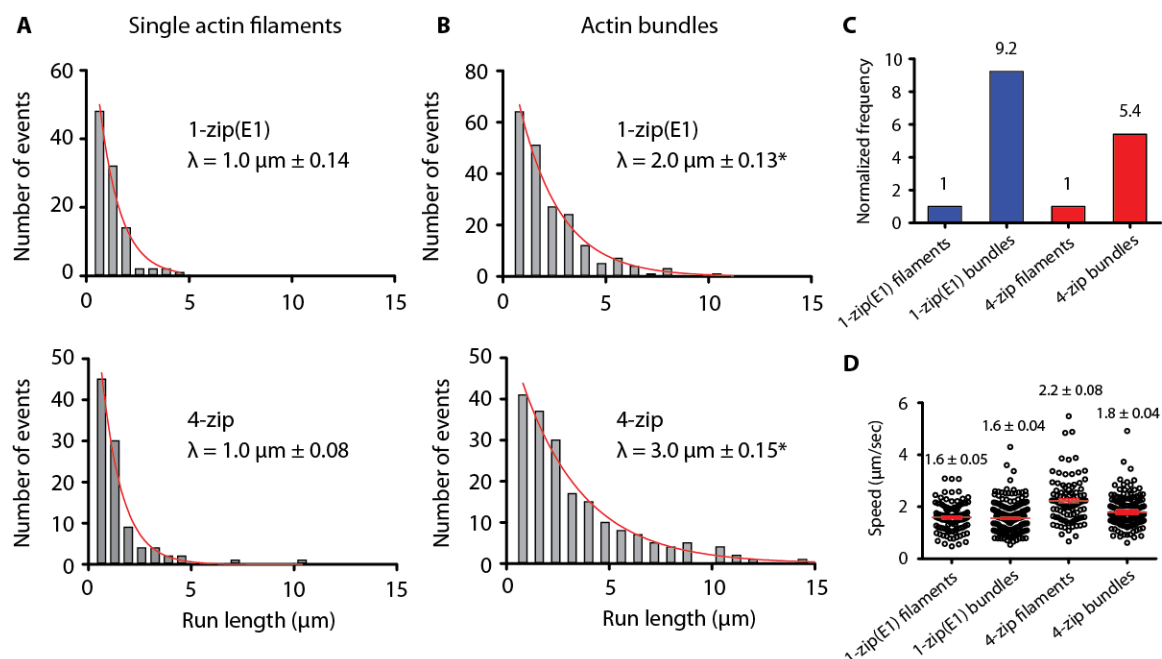 A
Single actin filaments
Number of events
60
40
20
0
1-zip(E1)
λ = 1.0 µm ± 0.14
0
5
10
15
Number of events
50
40
30
20
10
0
4-zip
λ = 1.0 µm ± 0.08
0
5
10
15
Run length (µm)
B
Actin bundles
Number of events
80
60
40
20
0
1-zip(E1)
λ = 2.0 µm ± 0.13*
0
5
10
15
Number of events
50
40
30
20
10
0
4-zip
λ = 3.0 µm ± 0.15*
0
5
10
15
Run length (µm)
C
Normalized frequency
10
8
6
4
2
0
1
9.2
1
5.4
1-zip(E1) filaments
1-zip(E1) bundles
4-zip filaments
4-zip bundles
D
Speed (µm/sec)
6
4
2
0
1.6 ± 0.05
1.6 ± 0.04
2.2 ± 0.08
1.8 ± 0.04
1-zip(E1) filaments
1-zip(E1) bundles
4-zip filaments
4-zip bundles